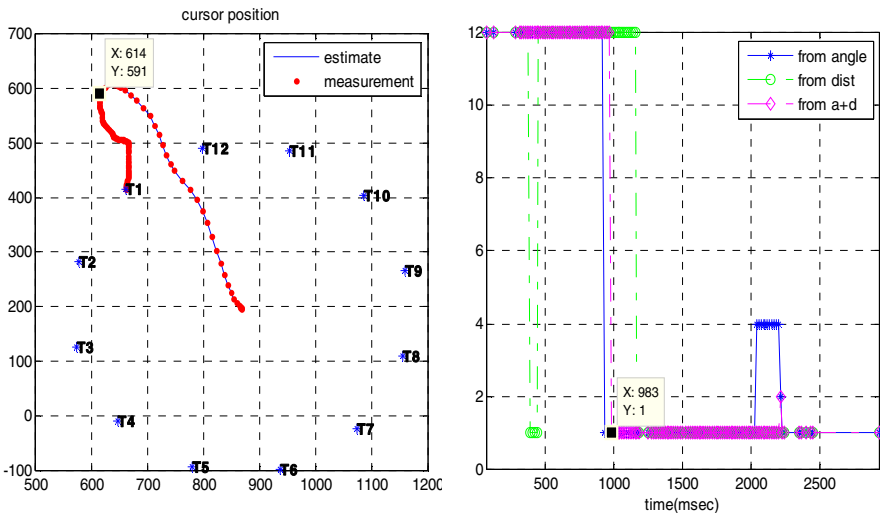 cursor position
700
600
500
400
300
200
100
0
-100
500
600
700
800
900
1000
1100
1200
X: 614
Y: 591
estimate
measurement
T12
T11
T1
T10
T2
T9
T3
T8
T4
T7
T5
T6
12
10
8
6
4
2
0
500
1000
1500
2000
2500
time(msec)
from angle
from dist
from a+d
X: 983
Y: 1